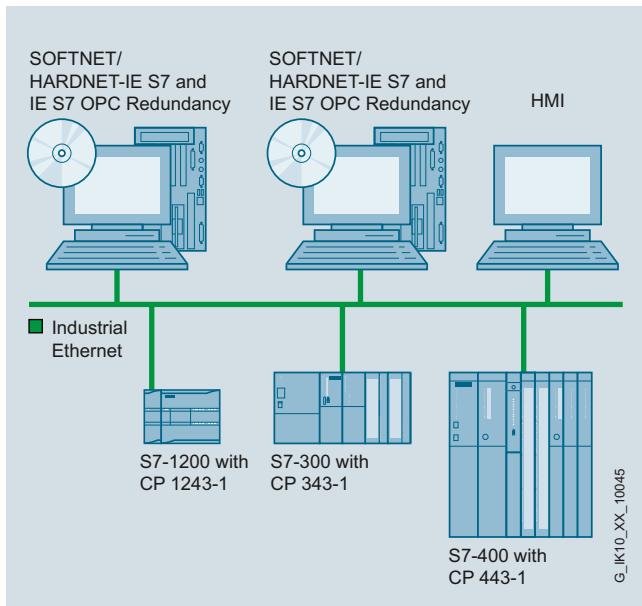 SOFTNET/
HARDNET-IE S7 and
IE S7 OPC Redundancy
SOFTNET/
HARDNET-IE S7 and
IE S7 OPC Redundancy
HMI
Industrial
Ethernet
S7-1200 with
CP 1243-1
S7-300 with
CP 343-1
S7-400 with
CP 443-1
G_IK10_XX_10045